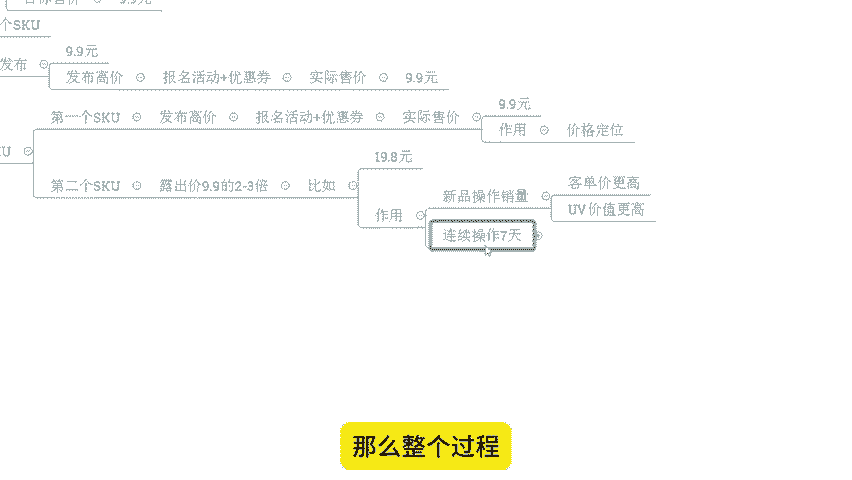 目标售价 9.9元
个SKU
发布
9.9元
发布高价 报名活动+优惠券 实际售价 9.9元
第一个SKU 发布高价 报名活动+优惠券 实际售价
9.9元
作用 价格定位
KU
第二个SKU 露出价9.9的2-3倍 比如
19.8元
作用
新品操作销量
客单价更高
UV价值更高
连续操作7天
那么整个过程